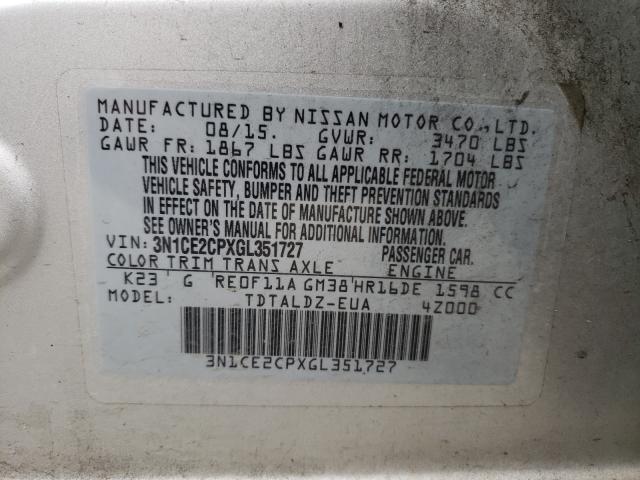 MANUFACTURED BY NISSAN MOTOR CO.,LTD.
DATE: 08/15. GVWR: 3470 LBS
GAWR FR: 1867 LBS GAWR RR: 1704 LBS
THIS VEHICLE CONFORMS TO ALL APPLICABLE FEDERAL MOTOR
VEHICLE SAFETY, BUMPER AND THEFT PREVENTION STANDARDS
IN EFFECT ON THE DATE OF MANUFACTURE SHOWN ABOVE.
SEE OWNER'S MANUAL FOR ADDITIONAL INFORMATION.
VIN: 3N1CE2CPXGL351727 PASSENGER CAR.
COLOR TRIM TRANS AXLE ENGINE
K23 G RE0F11A GM38 HR16DE 1598 CC
MODEL: TDTALDZ-EUA 4Z000
3N1CE2CPXGL351727